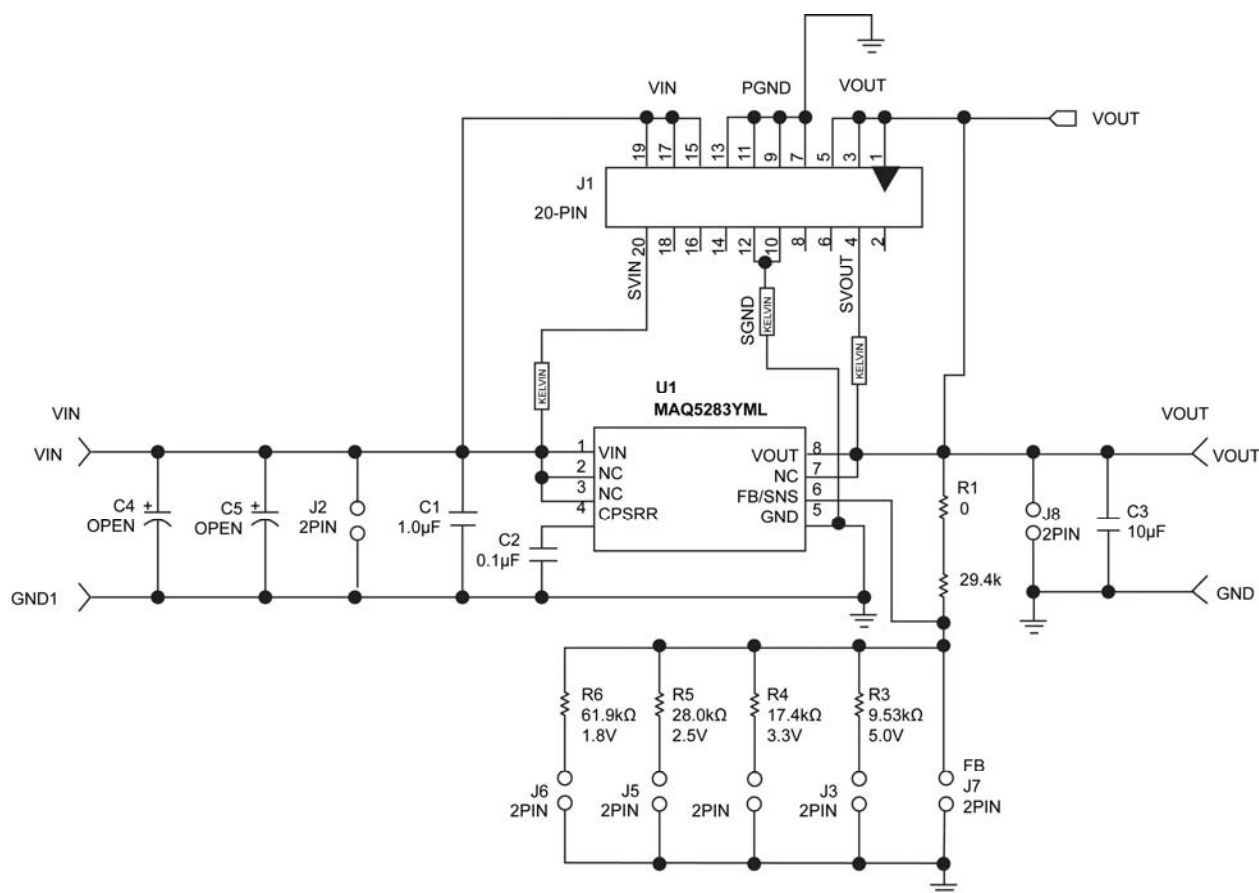 VIN
PGND
VOUT
VOUT
19
17
15
13
11
9
7
5
3
1
J1
20-PIN
20
18
16
14
12
10
8
6
4
2
SVIN
SGND
SVOUT
KELVIN
KELVIN
KELVIN
U1
MAQ5283YML
VIN
VIN
VOUT
VOUT
1
2
3
4
VIN
NC
NC
CPSRR
VOUT
NC
FB/SNS
GND
8
7
6
5
C4
OPEN
+
C5
OPEN
+
J2
2PIN
C1
1.0µF
C2
0.1µF
R1
0
29.4k
J8
2PIN
C3
10µF
GND1
GND
R6
61.9kΩ
1.8V
R5
28.0kΩ
2.5V
R4
17.4kΩ
3.3V
R3
9.53kΩ
5.0V
J6
2PIN
J5
2PIN
2PIN
J3
2PIN
FB
J7
2PIN